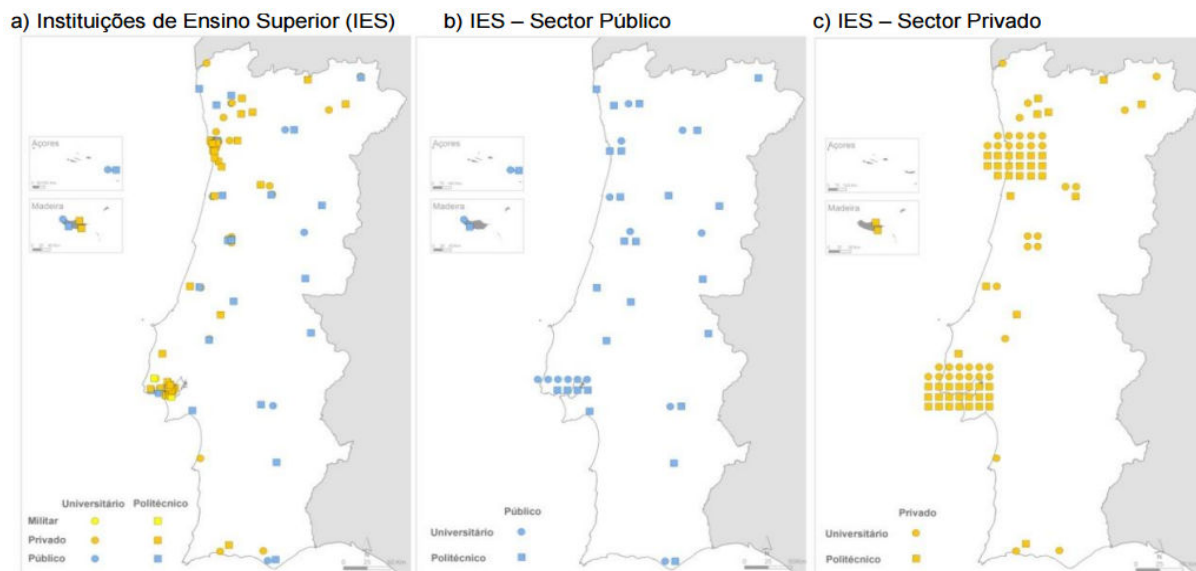 a) Instituições de Ensino Superior (IES)
b) IES – Sector Público
c) IES – Sector Privado
Açores
Madeira
Universitário Politécnico
Militar
Privado
Público
Açores
Madeira
Público
Universitário
Politécnico
Açores
Madeira
Privado
Universitário
Politécnico